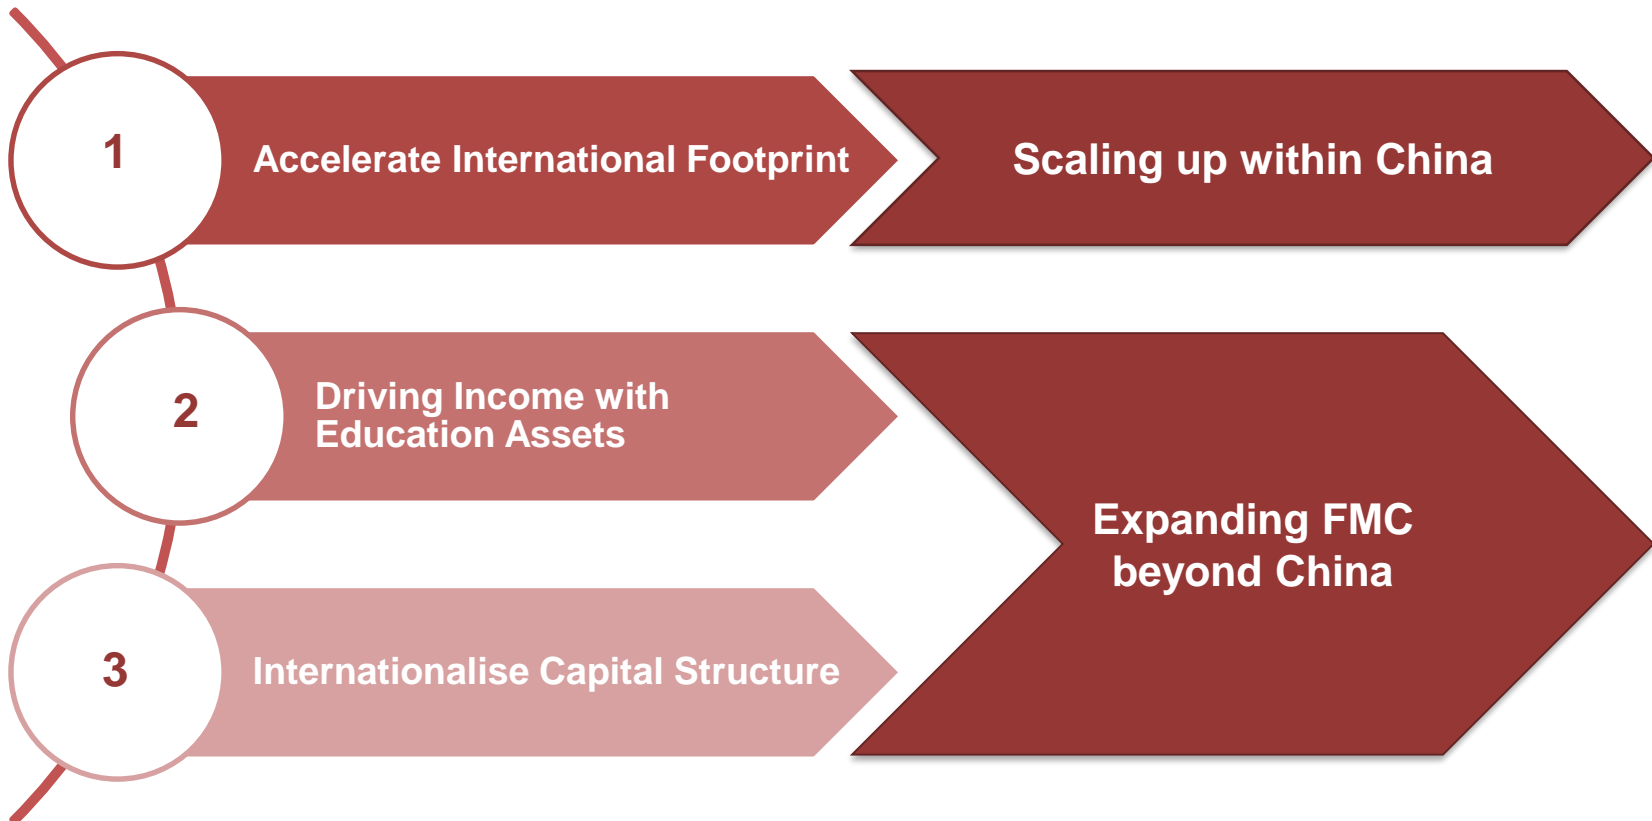 1
Accelerate International Footprint
Scaling up within China
2
Driving Income with
Education Assets
Expanding FMC
beyond China
3
Internationalise Capital Structure